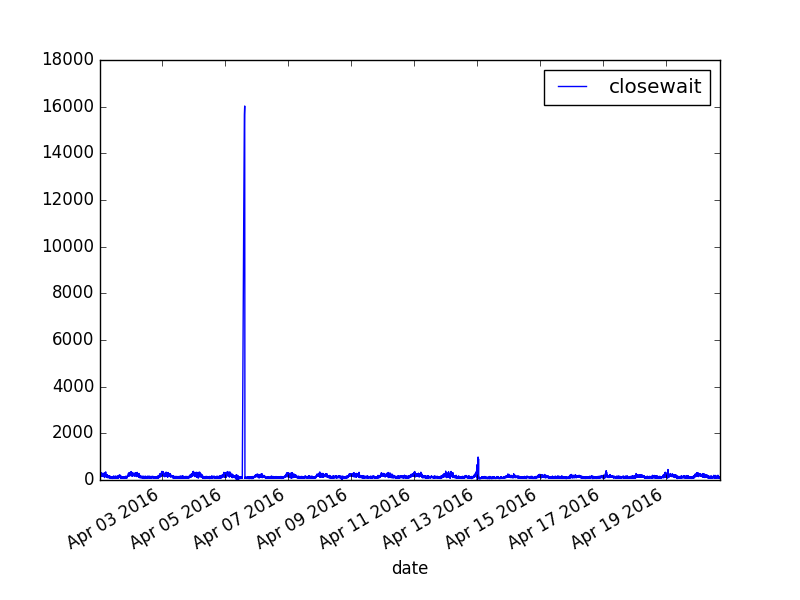 18000
closewait
16000
14000
12000
10000
8000
6000
4000
2000
0
Apr 03 2016
Apr 05 2016
Apr 07 2016
Apr 09 2016
Apr 11 2016
Apr 13 2016
Apr 15 2016
Apr 17 2016
Apr 19 2016
date